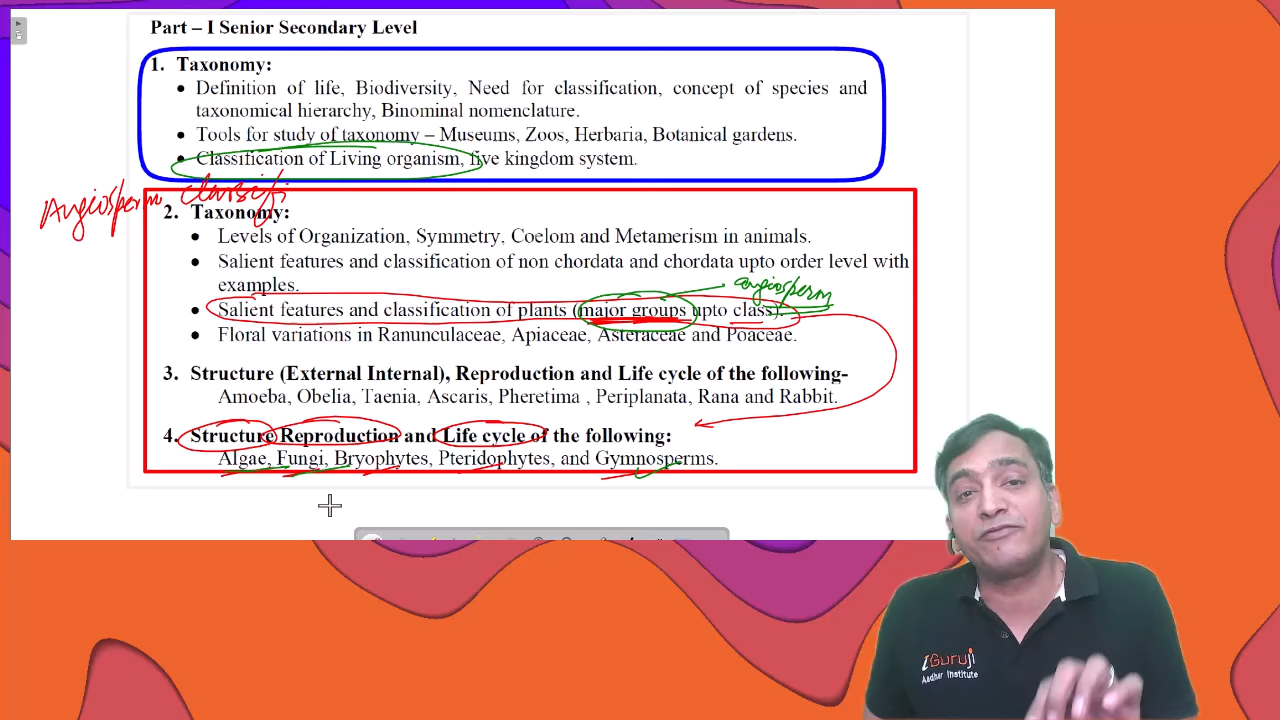 Part – I Senior Secondary Level
1. Taxonomy:
• Definition of life, Biodiversity, Need for classification, concept of species and
taxonomical hierarchy, Binominal nomenclature.
• Tools for study of taxonomy – Museums, Zoos, Herbaria, Botanical gardens.
• Classification of Living organism, five kingdom system.
Angiosperm classifi
2. Taxonomy:
• Levels of Organization, Symmetry, Coelom and Metamerism in animals.
• Salient features and classification of non chordata and chordata upto order level with
examples.
angiosperm
• Salient features and classification of plants (major groups upto class).
• Floral variations in Ranunculaceae, Apiaceae, Asteraceae and Poaceae.
3. Structure (External Internal), Reproduction and Life cycle of the following-
Amoeba, Obelia, Taenia, Ascaris, Pheretima , Periplanata, Rana and Rabbit.
4. Structure Reproduction and Life cycle of the following:
Algae, Fungi, Bryophytes, Pteridophytes, and Gymnosperms.
iGuruji
Aadhar Institute